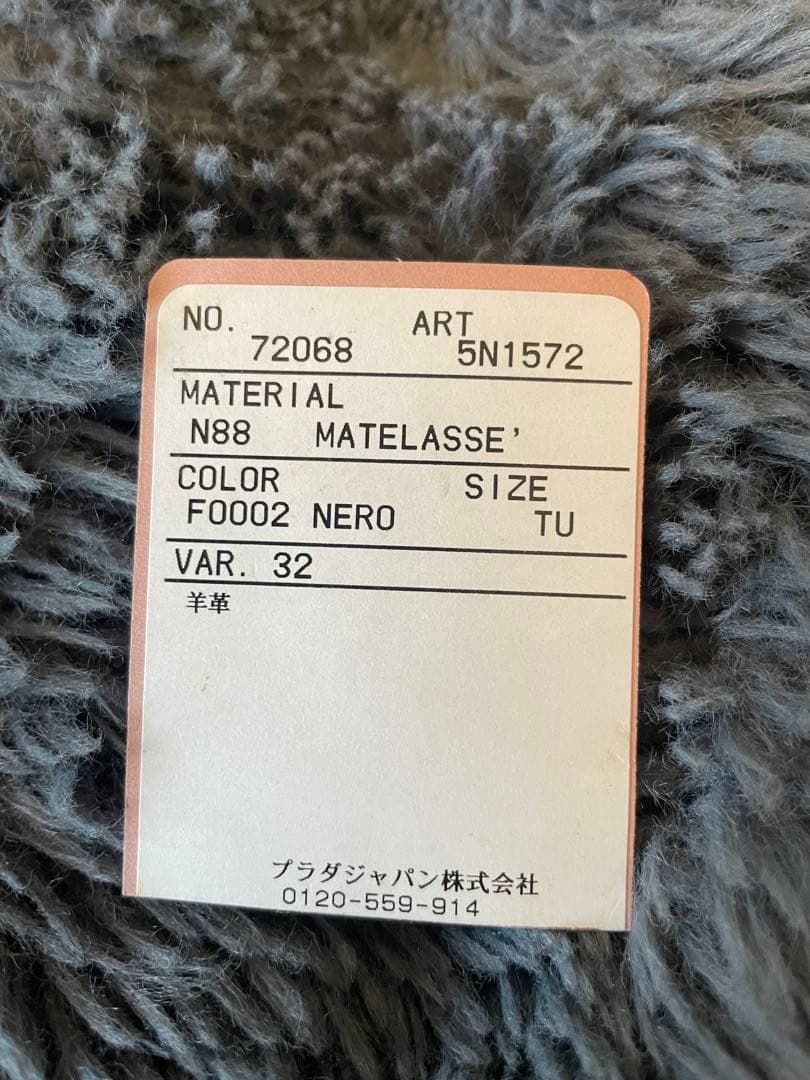 NO. ART
72068 5N1572
MATERIAL
N88 MATELASSE'
COLOR SIZE
F0002 NERO TU
VAR. 32
羊革
プラダジャパン株式会社
0120-559-914